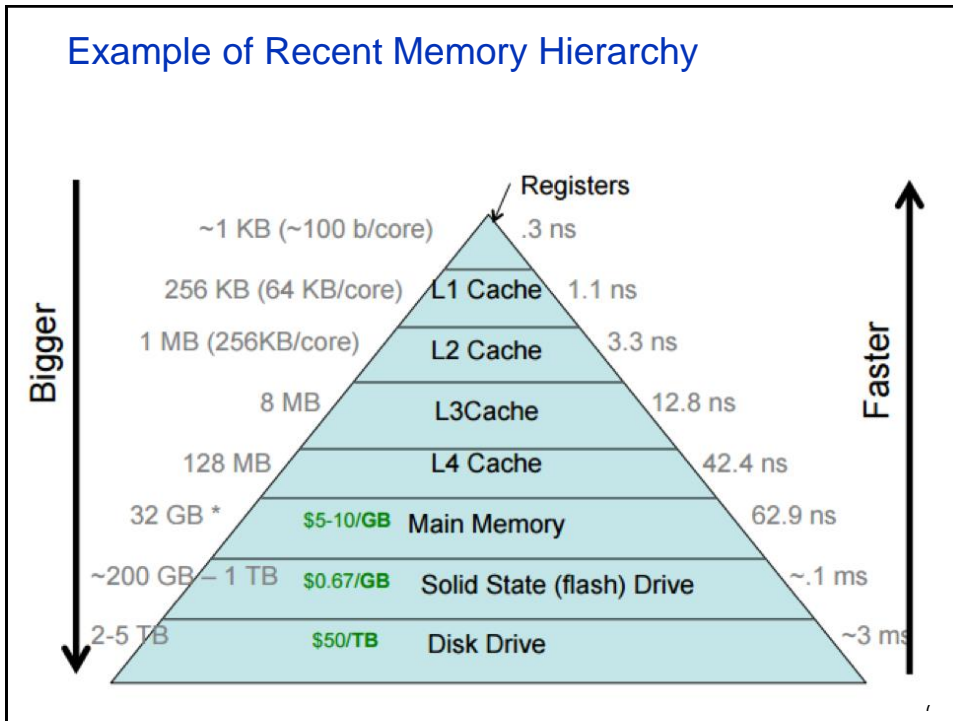 Example of Recent Memory Hierarchy
Registers
~1 KB (~100 b/core) .3 ns
256 KB (64 KB/core) L1 Cache 1.1 ns
1 MB (256KB/core) L2 Cache 3.3 ns
8 MB L3Cache 12.8 ns
128 MB L4 Cache 42.4 ns
32 GB * $5-10/GB Main Memory 62.9 ns
~200 GB – 1 TB $0.67/GB Solid State (flash) Drive ~.1 ms
2-5 TB $50/TB Disk Drive ~3 ms
Bigger
Faster